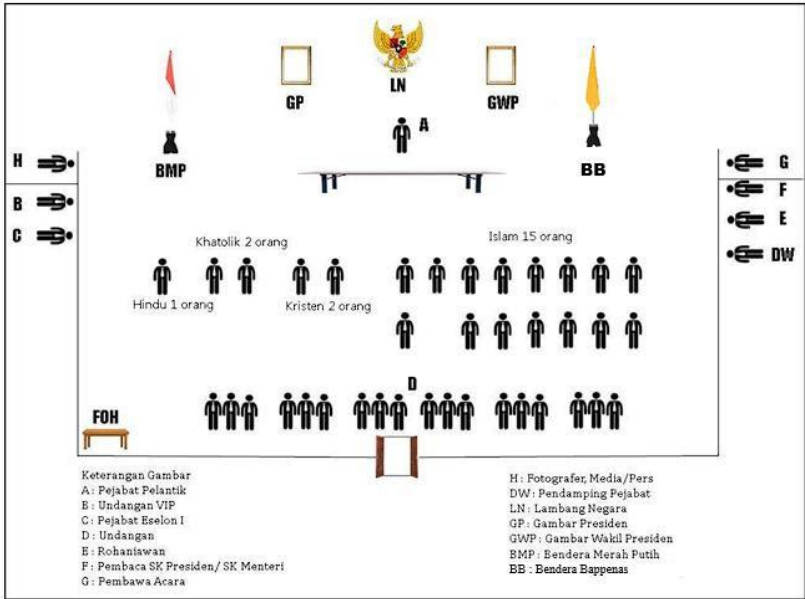 LN
GP
GWP
A
BMP
BB
H
G
B
F
C
E
DW
Khatolik 2 orang
Islam 15 orang
Hindu 1 orang
Kristen 2 orang
D
FOH
Keterangan Gambar
A : Pejabat Pelantik
E : Undangan VIP
C : Pejabat Eselon I
D : Undangan
E : Rohaniawan
F : Pembaca SK Presiden/ SK Menteri
G : Pembawa Acara
H : Fotografer, Media/Pers
DW : Pendamping Pejabat
LN : Lambang Negara
GP : Gambar Presiden
GWP : Gambar Wakil Presiden
BMP : Bendera Merah Putih
BB : Bendera Bappenas